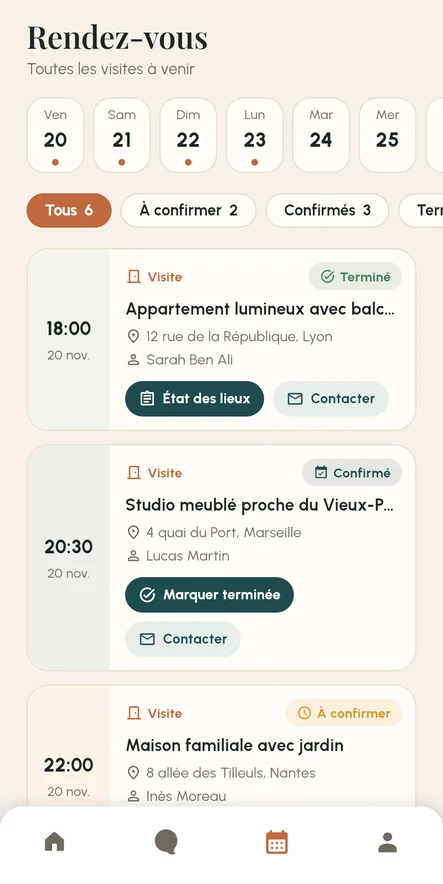 Rendez-vous
Toutes les visites à venir
Ven Sam Dim Lun Mar Mer
20 21 22 23 24 25
Tous 6 À confirmer 2 Confirmés 3
Visite Terminé
Appartement lumineux avec balc...
18:00
20 nov.
12 rue de la République, Lyon
Sarah Ben Ali
État des lieux Contacter
Visite Confirmé
Studio meublé proche du Vieux-P...
4 quai du Port, Marseille
20:30
20 nov.
Lucas Martin
Marquer terminée
Contacter
Visite À confirmer
Maison familiale avec jardin
22:00
20 nov.
8 allée des Tilleuls, Nantes
Inès Moreau